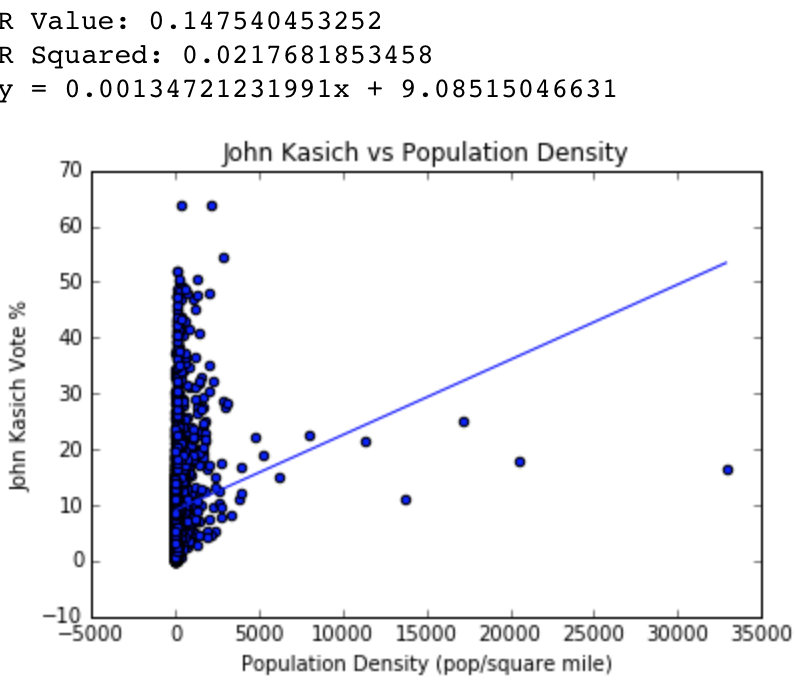 R Value: 0.147540453252
R Squared: 0.0217681853458
y = 0.00134721231991x + 9.08515046631
John Kasich vs Population Density
70
60
50
40
30
20
10
0
−10
John Kasich Vote %
−5000 0 5000 10000 15000 20000 25000 30000 35000
Population Density (pop/square mile)